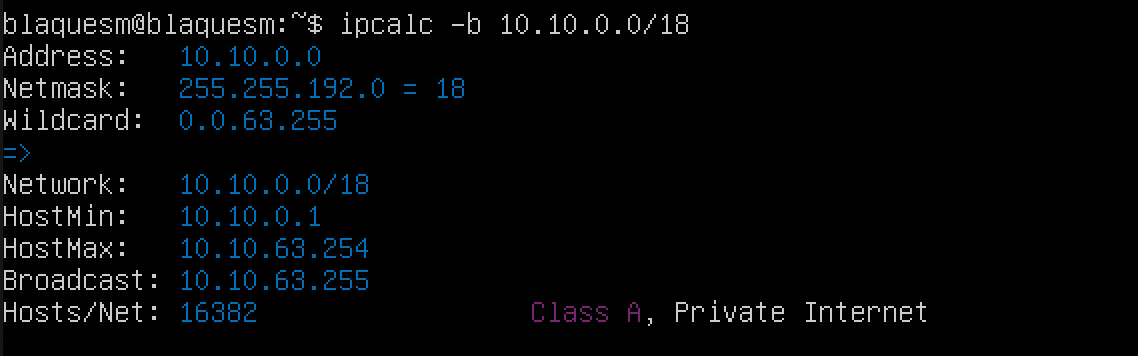 blaquesm@blaquesm:~$ ipcalc -b 10.10.0.0/18
Address:   10.10.0.0
Netmask:   255.255.192.0 = 18
Wildcard:  0.0.63.255
=>
Network:   10.10.0.0/18
HostMin:   10.10.0.1
HostMax:   10.10.63.254
Broadcast: 10.10.63.255
Hosts/Net: 16382                 Class A, Private Internet